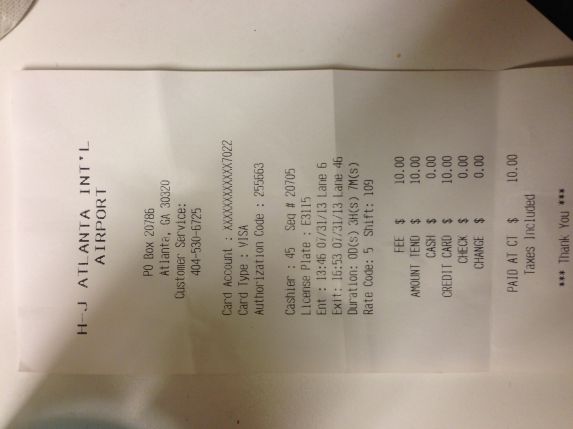 H-J ATLANTA INT'L
AIRPORT
PO Box 20786
Atlanta, GA 30320
Customer Service:
404-530-6725
Card Account : XXXXXXXXXXXX7022
Card Type : VISA
Authorization Code : 255663
Cashier : 45 Seq # 20705
License Plate : E3115
Ent : 13:46 07/31/13 Lane 6
Exit: 16:53 07/31/13 Lane 46
Duration: 0D(s) 3H(s) 7M(s)
Rate Code: 5 Shift: 109
FEE $ 10.00
AMOUNT TEND $ 10.00
CASH $ 0.00
CREDIT CARD $ 10.00
CHECK $ 0.00
CHANGE $ 0.00
PAID AT CT $ 10.00
Taxes Included
*** Thank You ***